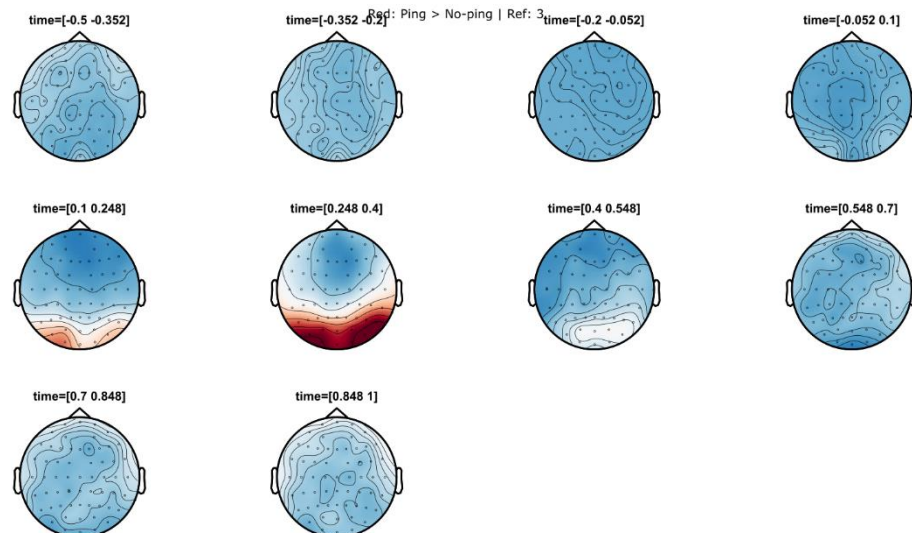 Red: Ping > No-ping | Ref: 3
time=[-0.5 -0.352]
time=[-0.352 -0.2]
time=[-0.2 -0.052]
time=[-0.052 0.1]
time=[0.1 0.248]
time=[0.248 0.4]
time=[0.4 0.548]
time=[0.548 0.7]
time=[0.7 0.848]
time=[0.848 1]